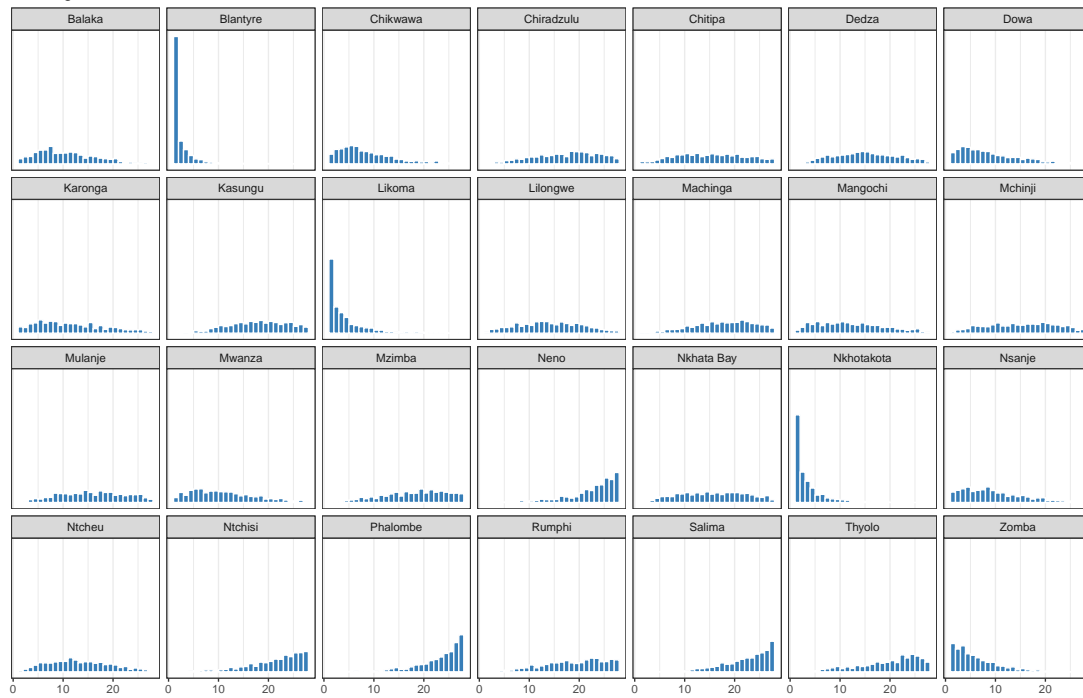 Balaka Blantyre Chikwawa Chiradzulu Chitipa Dedza Dowa
Karonga Kasungu Likoma Lilongwe Machinga Mangochi Mchinji
Mulanje Mwanza Mzimba Neno Nkhata Bay Nkhotakota Nsanje
Ntcheu Ntchisi Phalombe Rumphi Salima Thyolo Zomba
0 10 20 0 10 20 0 10 20 0 10 20 0 10 20 0 10 20 0 10 20